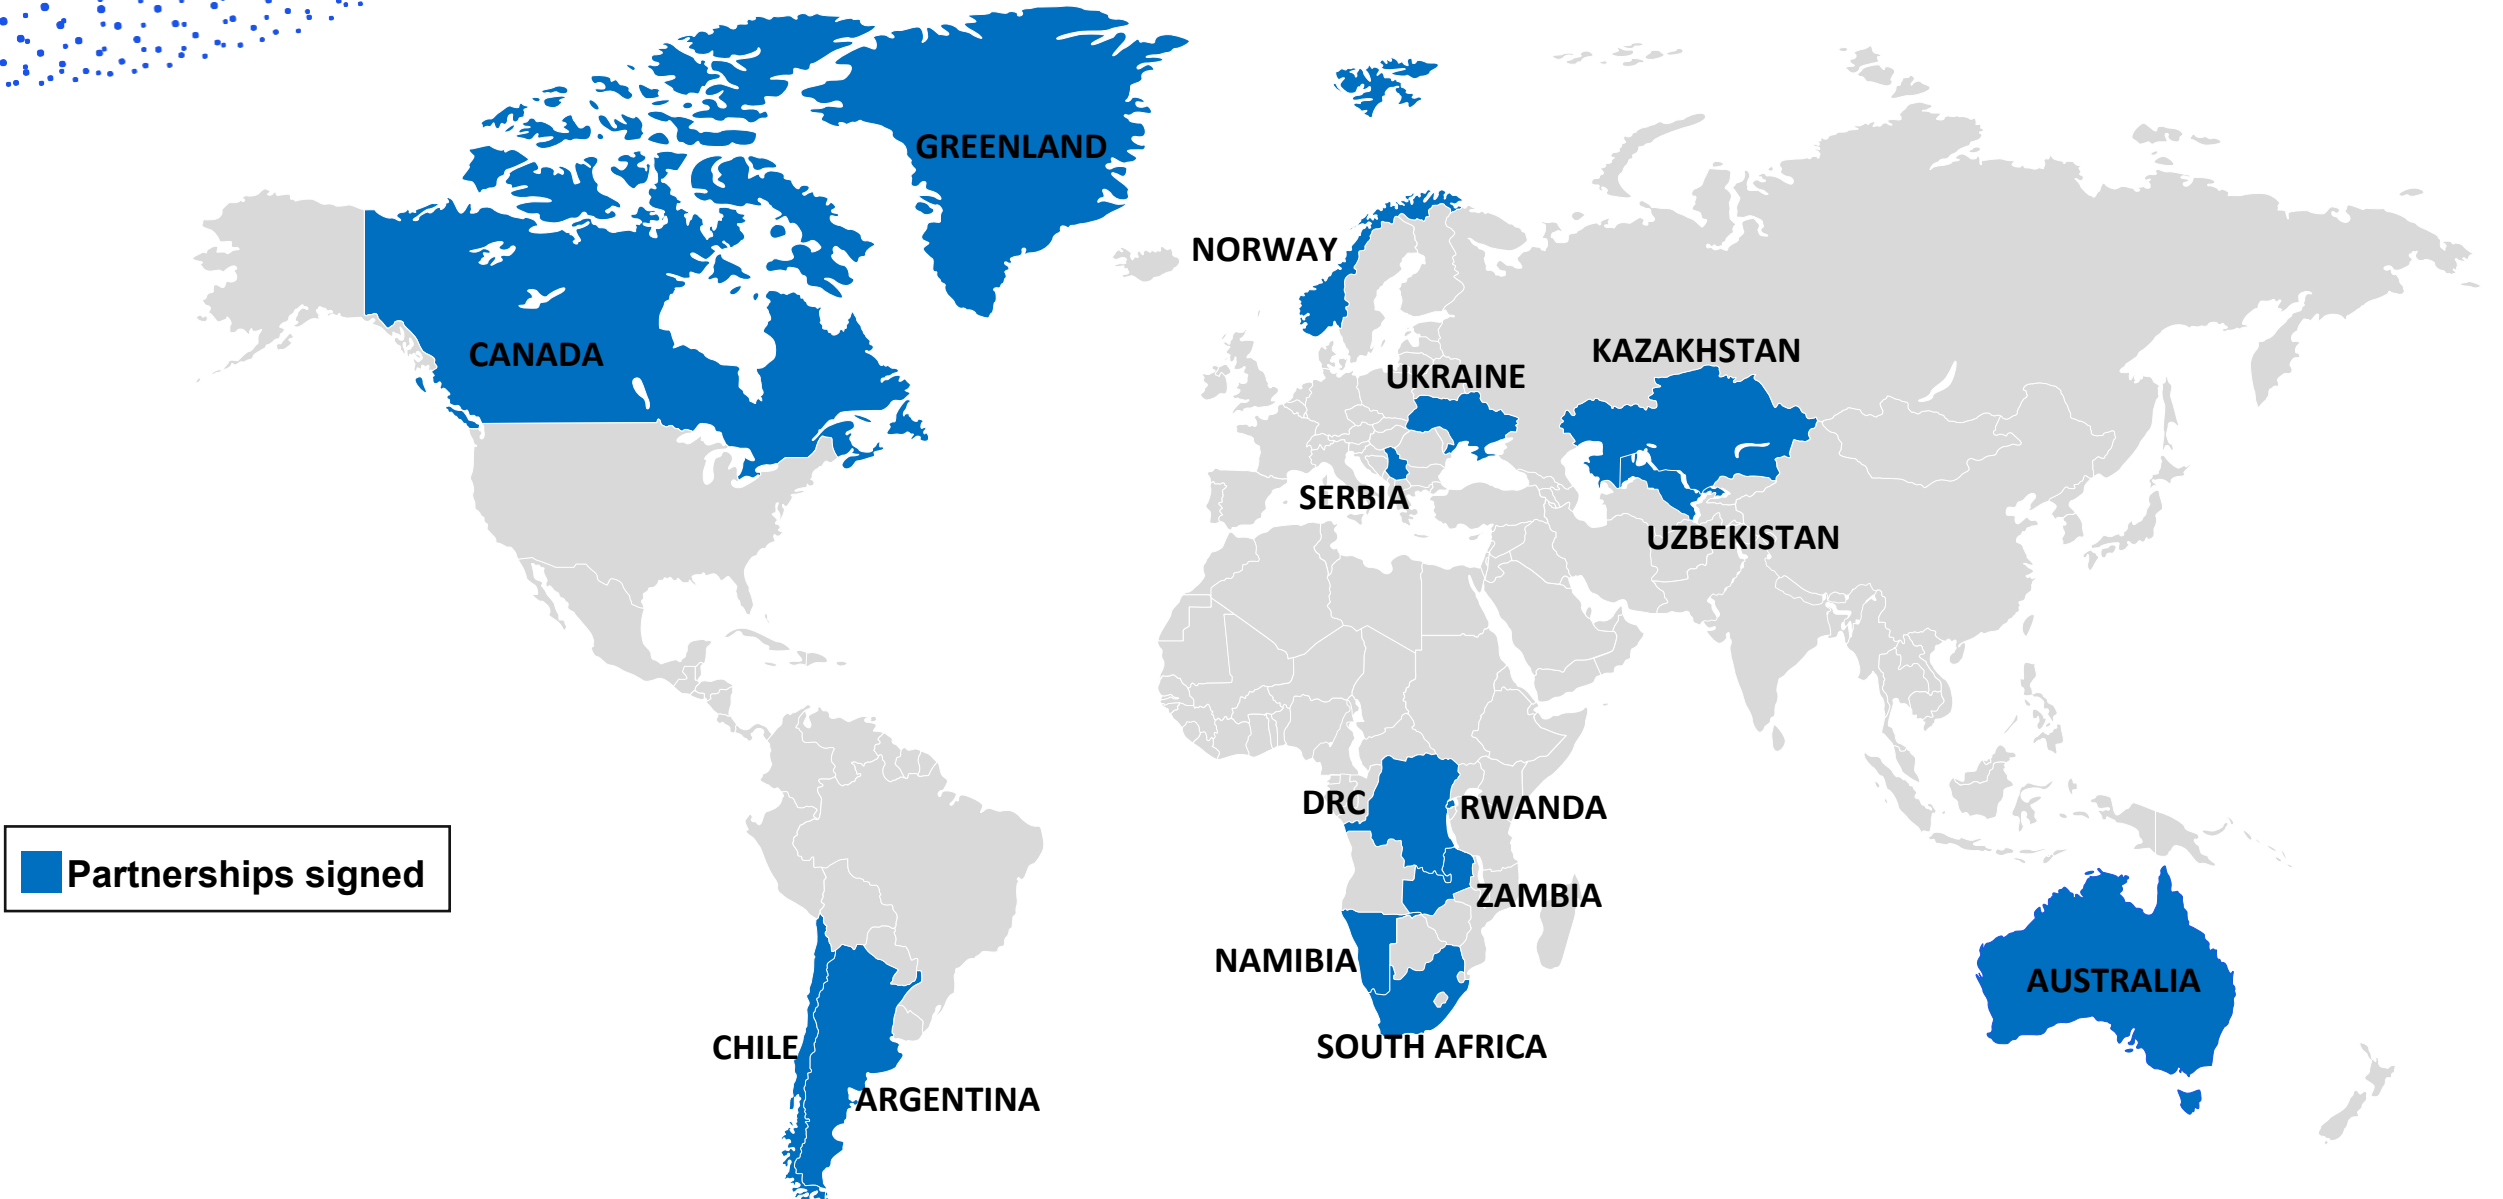 GREENLAND
NORWAY
CANADA
KAZAKHSTAN
UKRAINE
SERBIA
UZBEKISTAN
DRC
RWANDA
Partnerships signed
ZAMBIA
NAMIBIA
AUSTRALIA
CHILE
SOUTH AFRICA
ARGENTINA